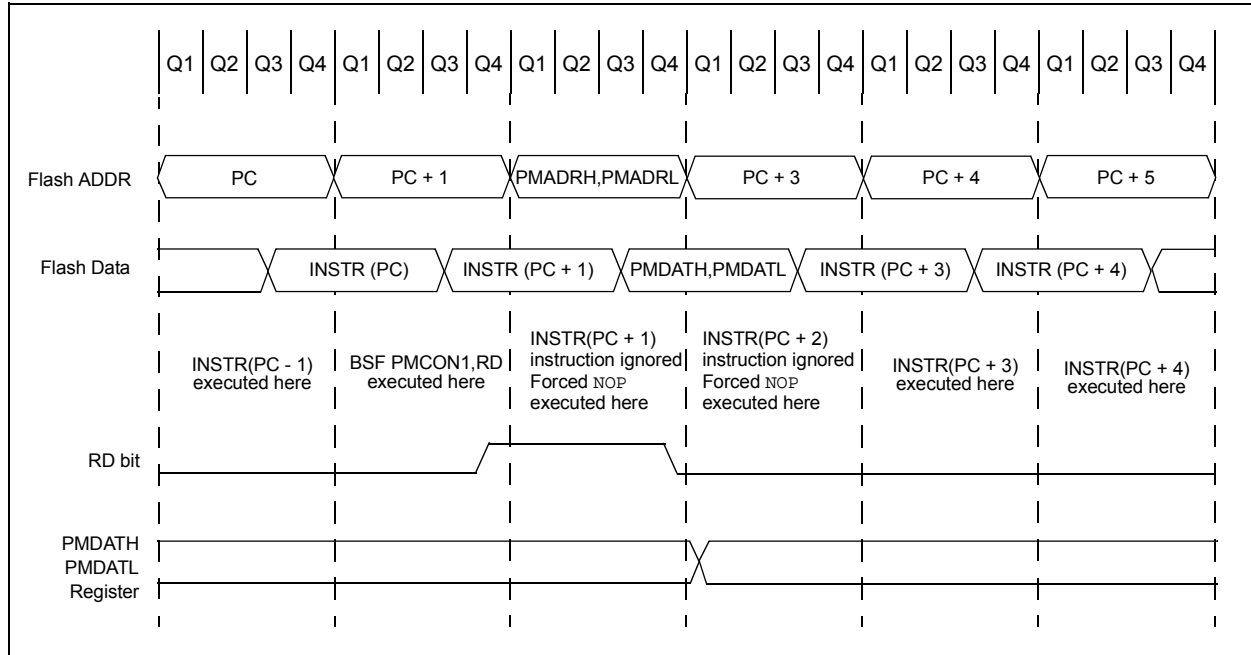 Q1 Q2 Q3 Q4 Q1 Q2 Q3 Q4 Q1 Q2 Q3 Q4 Q1 Q2 Q3 Q4 Q1 Q2 Q3 Q4 Q1 Q2 Q3 Q4
Flash ADDR PC PC + 1 PMADRH,PMADRL PC + 3 PC + 4 PC + 5
Flash Data INSTR (PC) INSTR (PC + 1) PMDATH,PMDATL INSTR (PC + 3) INSTR (PC + 4)
INSTR(PC - 1)
executed here
BSF PMCON1,RD
executed here
INSTR(PC + 1)
instruction ignored
Forced NOP
executed here
INSTR(PC + 2)
instruction ignored
Forced NOP
executed here
INSTR(PC + 3)
executed here
INSTR(PC + 4)
executed here
RD bit
PMDATH
PMDATL
Register